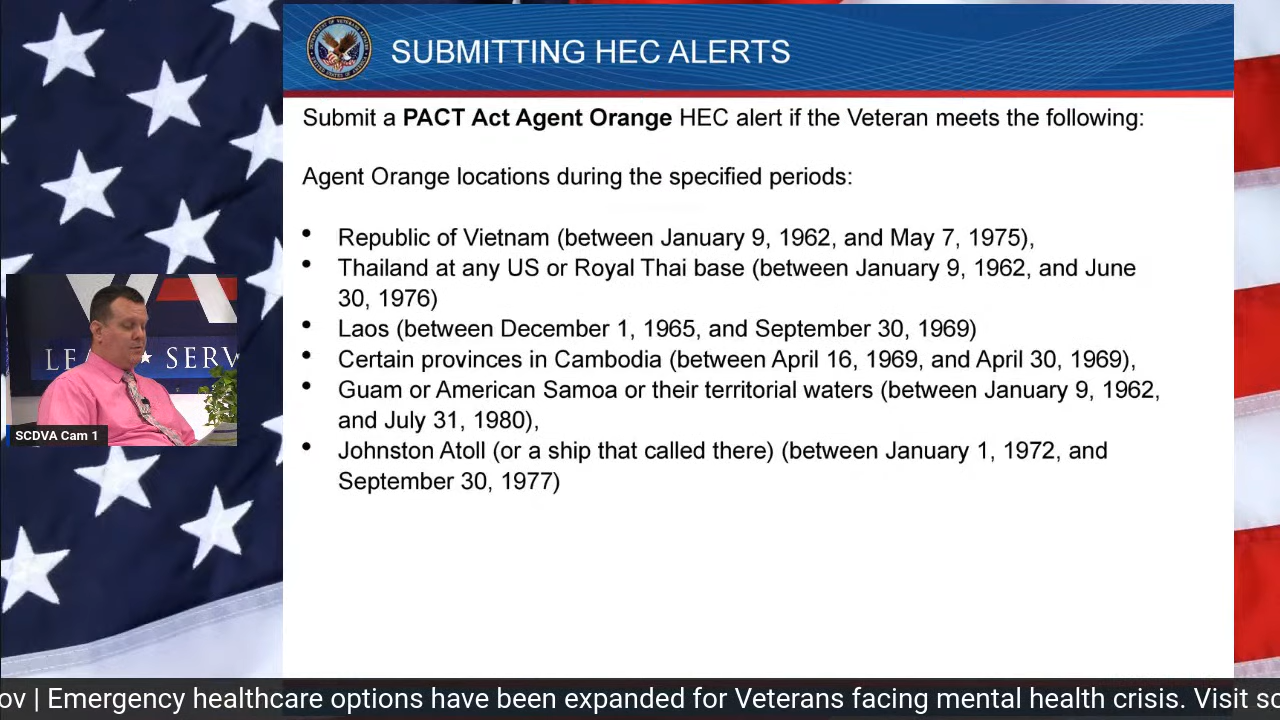 SUBMITTING HEC ALERTS
Submit a PACT Act Agent Orange HEC alert if the Veteran meets the following:
Agent Orange locations during the specified periods:
• Republic of Vietnam (between January 9, 1962, and May 7, 1975),
• Thailand at any US or Royal Thai base (between January 9, 1962, and June
30, 1976)
• Laos (between December 1, 1965, and September 30, 1969)
• Certain provinces in Cambodia (between April 16, 1969, and April 30, 1969),
• Guam or American Samoa or their territorial waters (between January 9, 1962,
and July 31, 1980),
• Johnston Atoll (or a ship that called there) (between January 1, 1972, and
September 30, 1977)
SERV
SCDVA Cam 1
ov | Emergency healthcare options have been expanded for Veterans facing mental health crisis. Visit sc